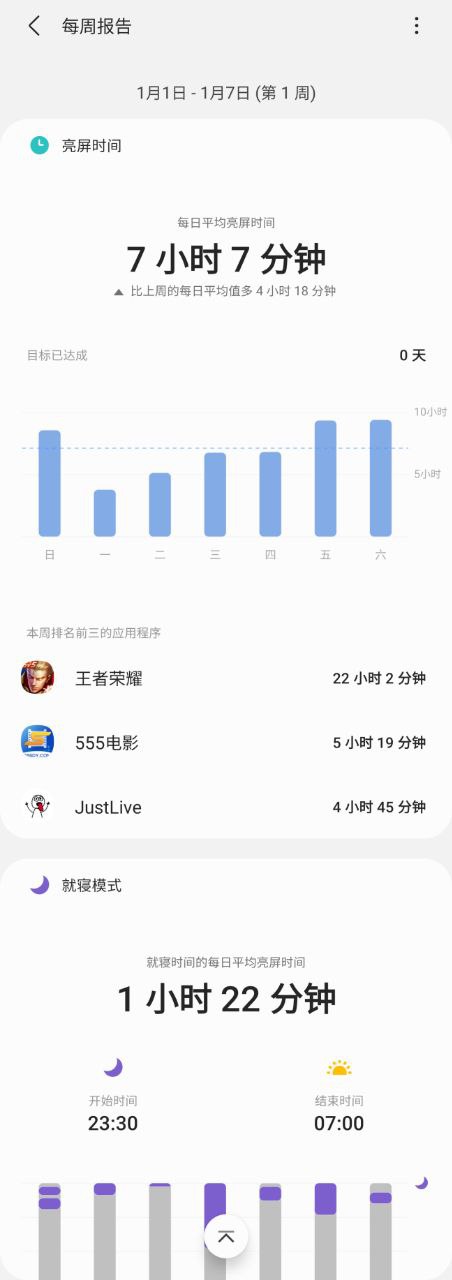 每周报告
1月1日 - 1月7日 (第 1 周)
亮屏时间
每日平均亮屏时间
7 小时 7 分钟
比上周的每日平均值多 4 小时 18 分钟
目标已达成 0 天
10小时
5小时
日 一 二 三 四 五 六
本周排名前三的应用程序
王者荣耀 22 小时 2 分钟
555电影 5 小时 19 分钟
JustLive 4 小时 45 分钟
就寝模式
就寝时间的每日平均亮屏时间
1 小时 22 分钟
开始时间 结束时间
23:30 07:00